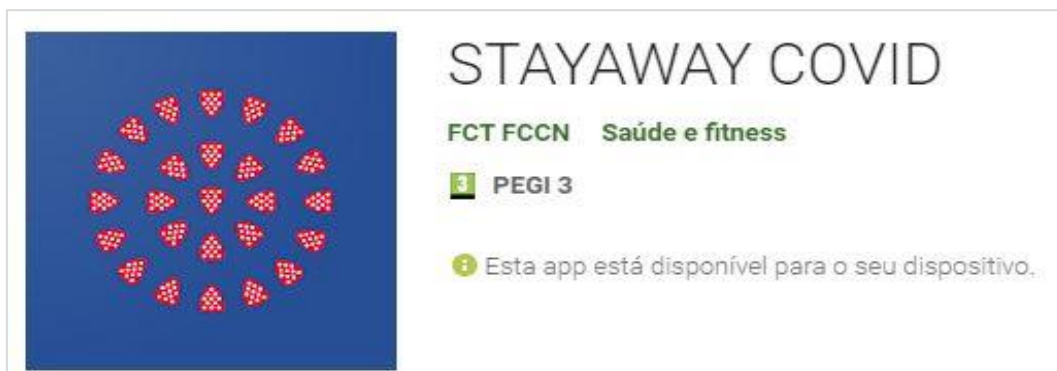 STAYAWAY COVID
FCT FCCN Saúde e fitness
3 PEGI 3
Esta app está disponível para o seu dispositivo.